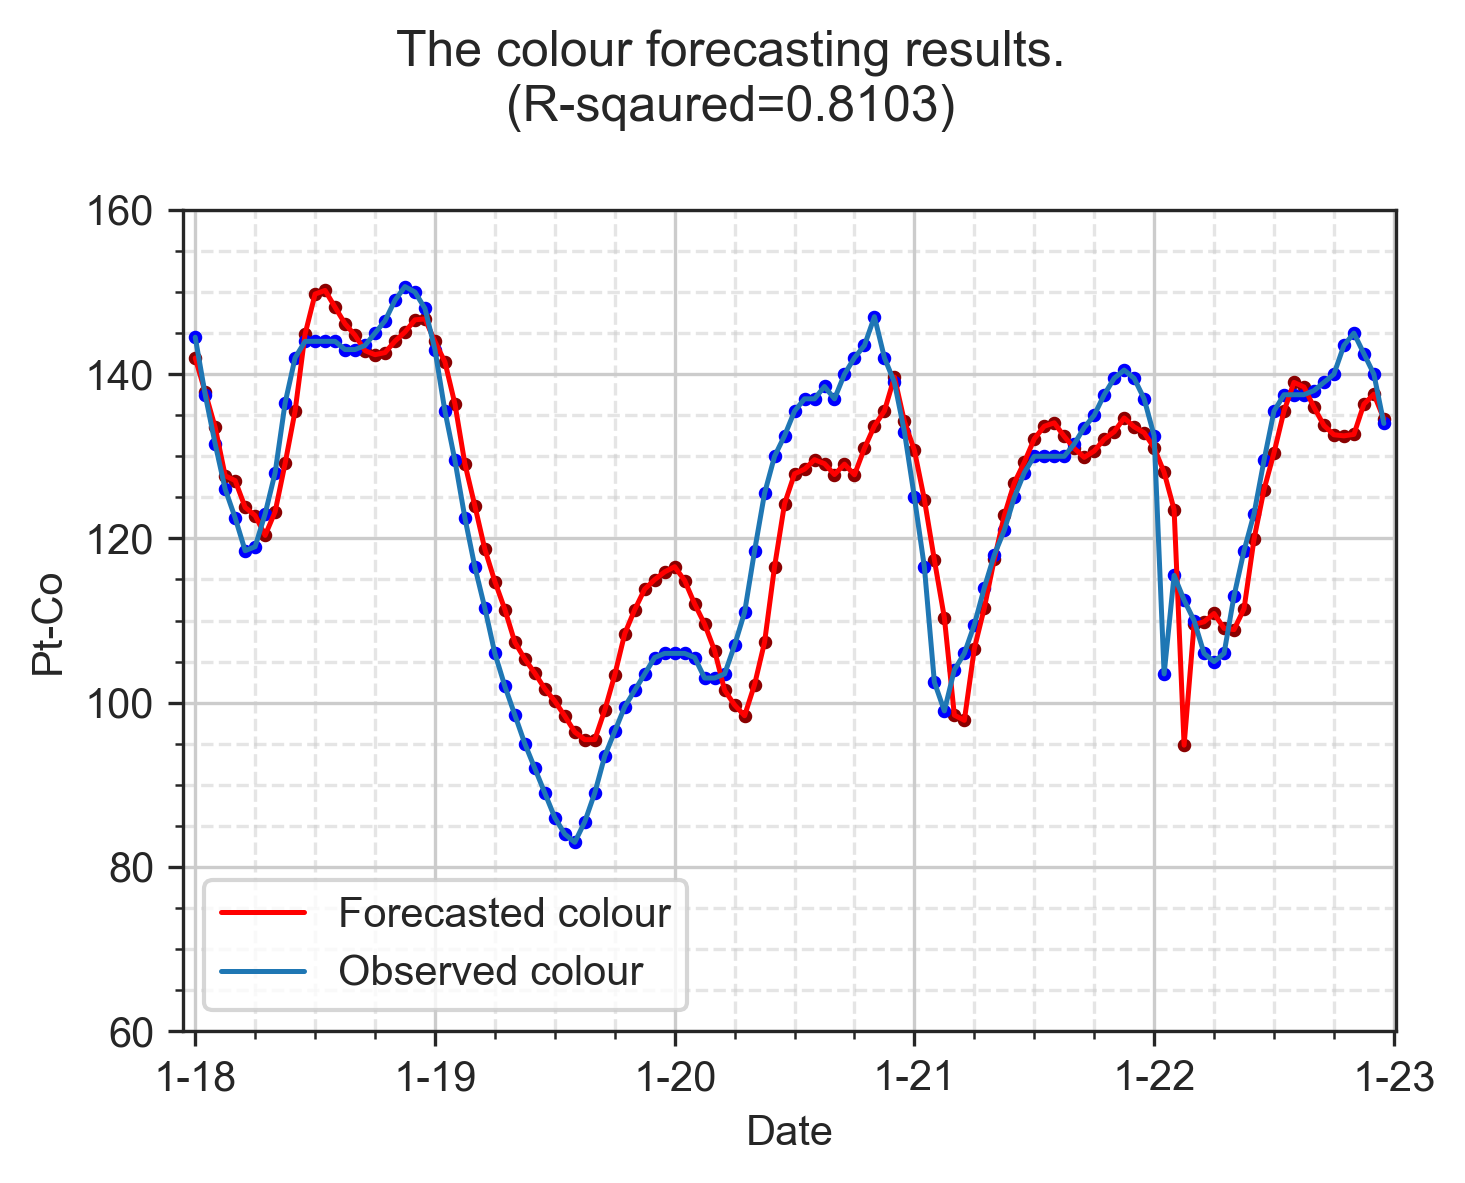 The colour forecasting results.
(R-sqaured=0.8103)
160
140
120
100
80
60
Pt-Co
Forecasted colour
Observed colour
1-18 1-19 1-20 1-21 1-22 1-23
Date